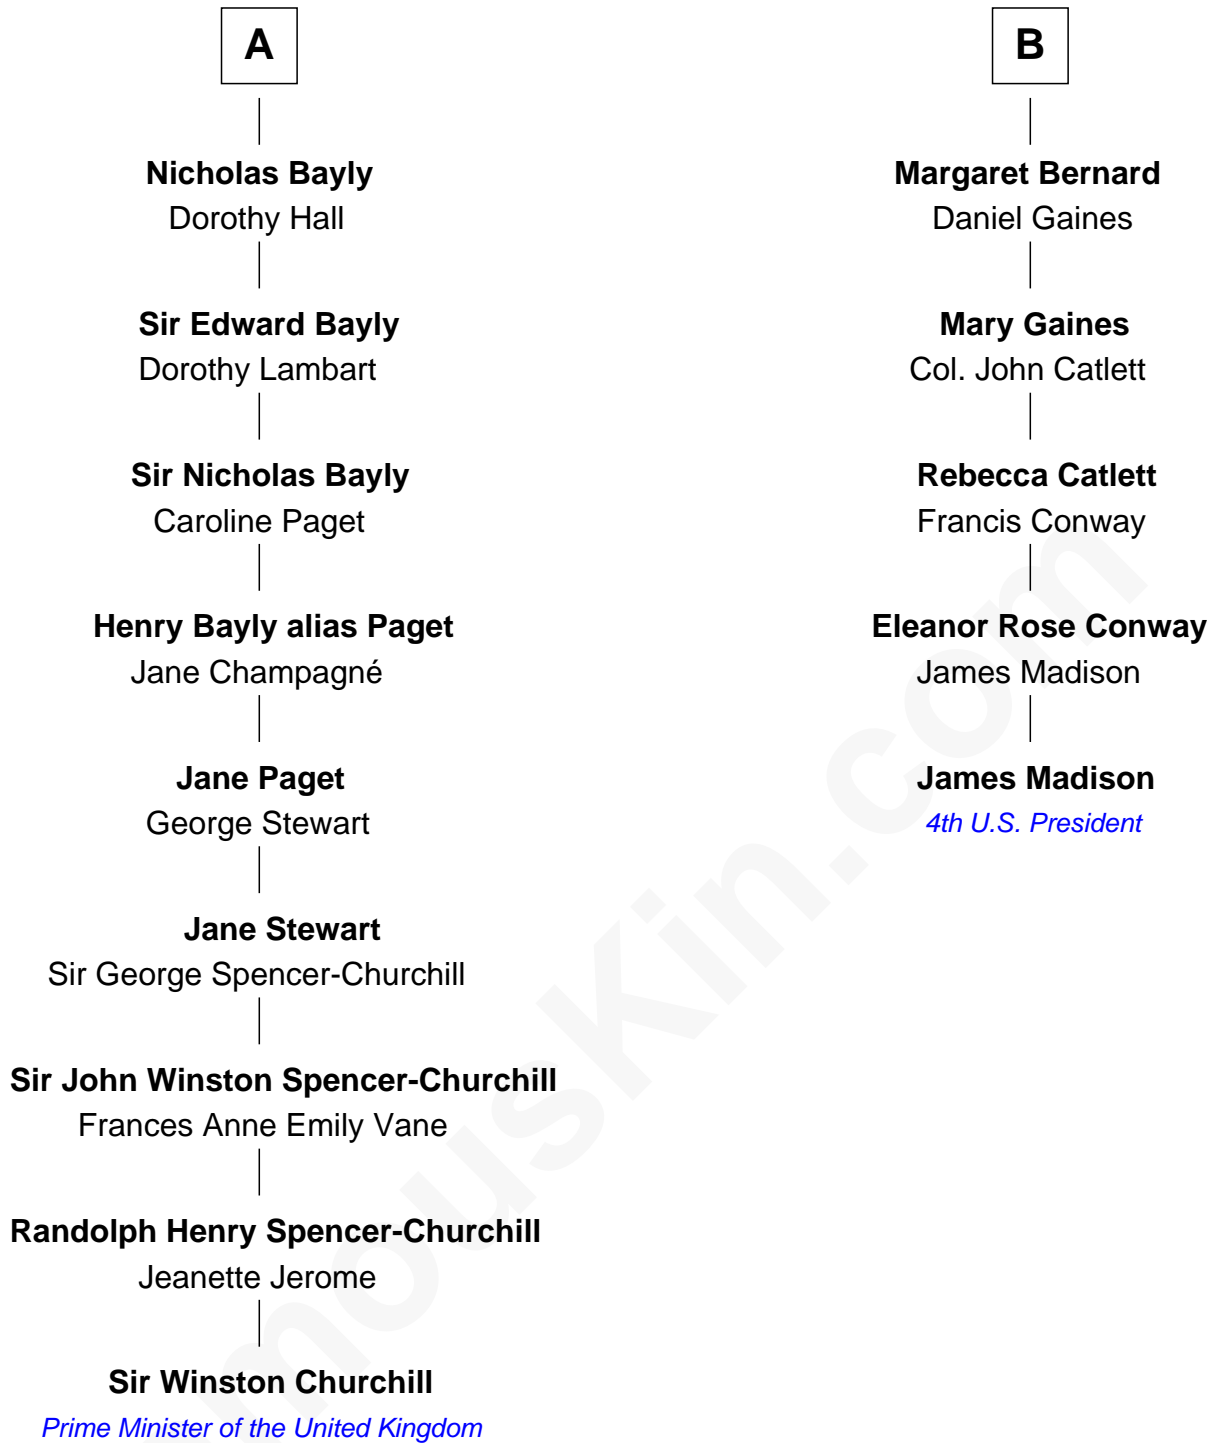 A
Nicholas Bayly
Dorothy Hall
Sir Edward Bayly
Dorothy Lambart
Sir Nicholas Bayly
Caroline Paget
Henry Bayly alias Paget
Jane Champagné
Jane Paget
George Stewart
Jane Stewart
Sir George Spencer-Churchill
Sir John Winston Spencer-Churchill
Frances Anne Emily Vane
Randolph Henry Spencer-Churchill
Jeanette Jerome
Sir Winston Churchill
Prime Minister of the United Kingdom
B
Margaret Bernard
Daniel Gaines
Mary Gaines
Col. John Catlett
Rebecca Catlett
Francis Conway
Eleanor Rose Conway
James Madison
James Madison
4th U.S. President
mousKin.com